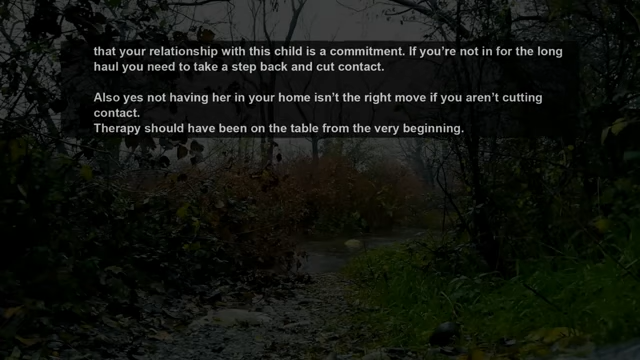 that your relationship with this child is a commitment. If you’re not in for the long
haul you need to take a step back and cut contact.
Also yes not having her in your home isn’t the right move if you aren’t cutting
contact.
Therapy should have been on the table from the very beginning.